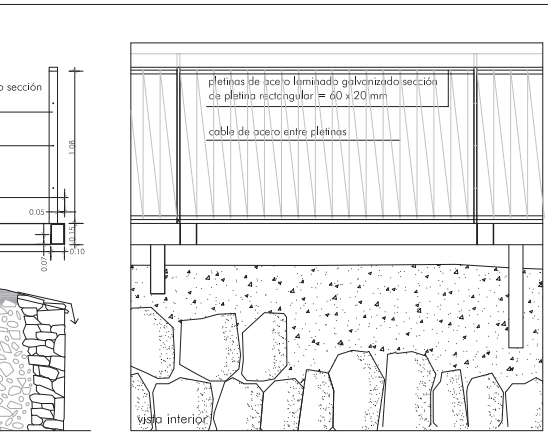 o sección
pletinas de acero laminado galvanizado sección
de pletina rectangular = 60 x 20 mm
cable de acero entre pletinas
1.08
0.05
0.15
0.10
0.07
vista interior